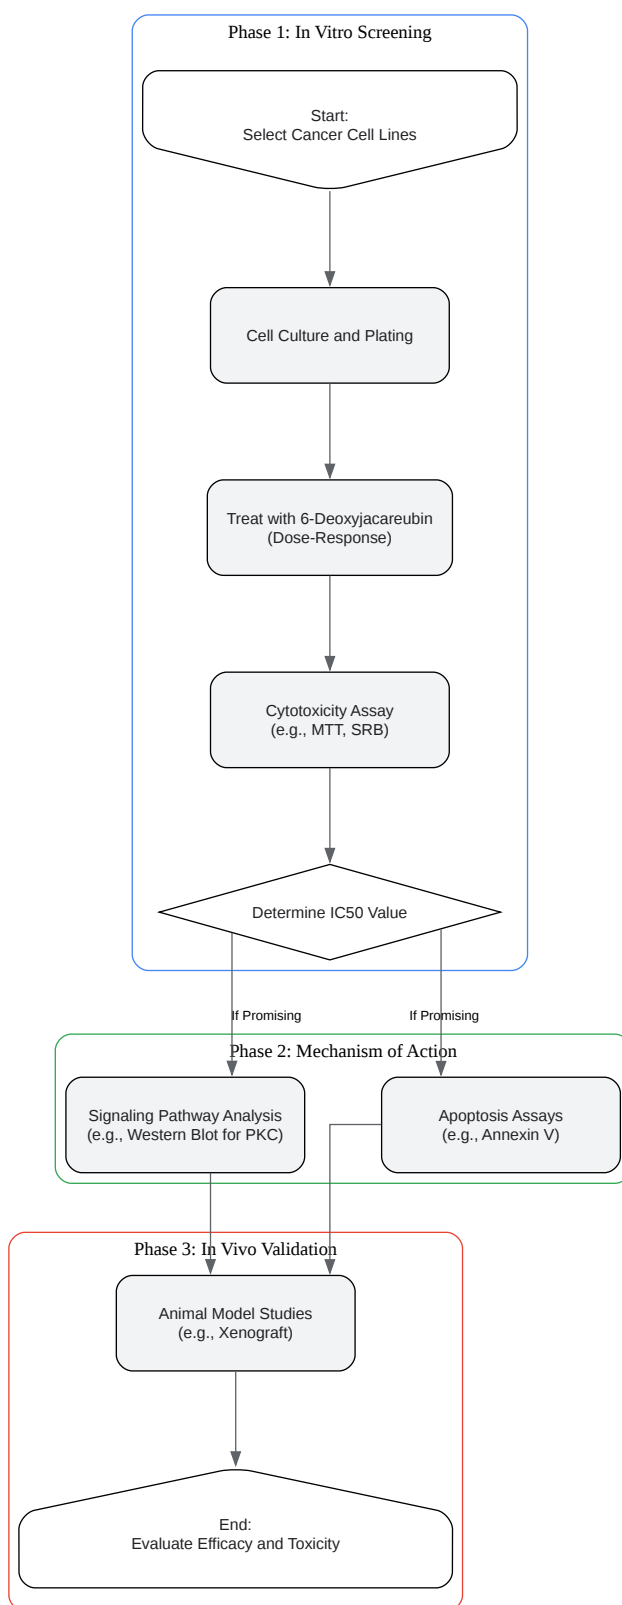 Phase 1: In Vitro Screening
Start:
Select Cancer Cell Lines
Cell Culture and Plating
Treat with 6-Deoxyjacareubin
(Dose-Response)
Cytotoxicity Assay
(e.g., MTT, SRB)
Determine IC50 Value
If Promising
If Promising
Phase 2: Mechanism of Action
Signaling Pathway Analysis
(e.g., Western Blot for PKC)
Apoptosis Assays
(e.g., Annexin V)
Phase 3: In Vivo Validation
Animal Model Studies
(e.g., Xenograft)
End:
Evaluate Efficacy and Toxicity